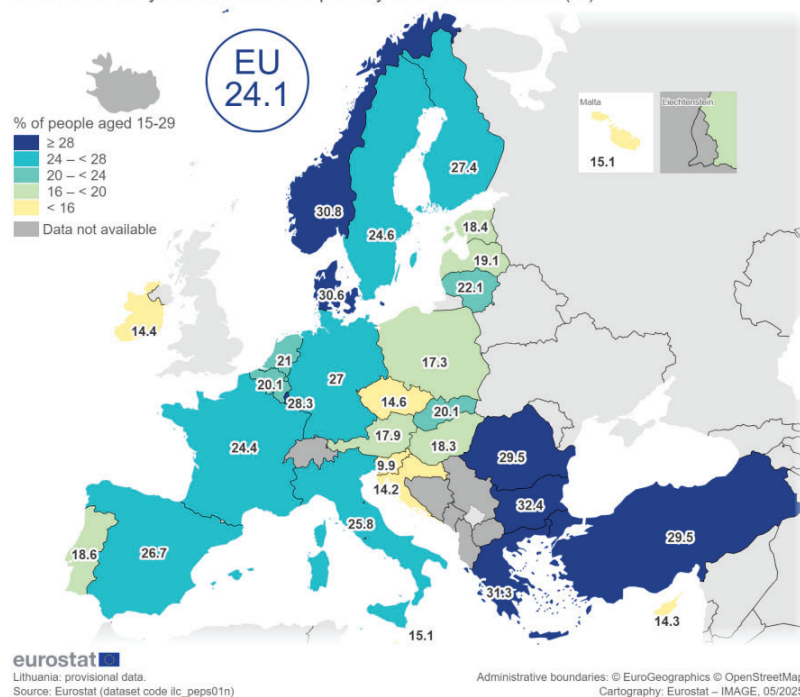 EU
24.1
% of people aged 15-29
≥ 28
24 – < 28
20 – < 24
16 – < 20
< 16
Data not available
Malta
15.1
Liechtenstein
27.4
30.8
24.6
18.4
19.1
22.1
30.6
14.4
21
20.1
27
28.3
17.3
14.6
20.1
24.4
17.9
18.3
9.9
14.2
29.5
32.4
25.8
29.5
18.6
26.7
31.3
14.3
15.1
eurostat
Lithuania: provisional data.
Source: Eurostat (dataset code ilc_peps01n)
Administrative boundaries: © EuroGeographics © OpenStreetMap
Cartography: Eurostat – IMAGE,